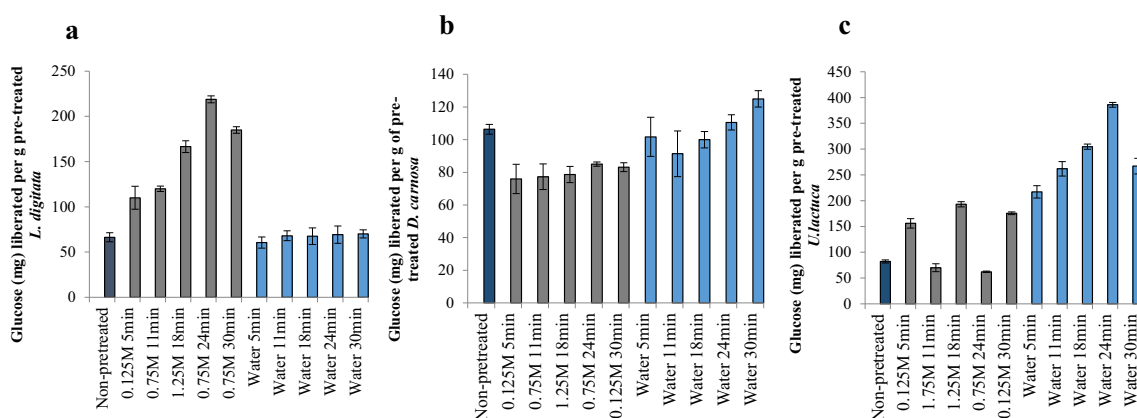 a
Glucose (mg) liberated per g pre-treated
L. digitata
250
200
150
100
50
0
Non-pretreated
0.125M 5min
0.75M 11min
1.25M 18min
0.75M 24min
0.75M 30min
Water 5min
Water 11min
Water 18min
Water 24min
Water 30min
b
Glucose (mg) liberated per g of pre-
treated D. carnosa
140
120
100
80
60
40
20
0
Non-pretreated
0.125M 5min
0.75M 11min
1.25M 18min
0.75M 24min
0.125M 30min
Water 5min
Water 11min
Water 18min
Water 24min
Water 30min
c
Glucose (mg) liberated per g pre-treated
U.lactuca
450
400
350
300
250
200
150
100
50
0
Non-pretreated
0.125M 5min
1.75M 11min
1.25M 18min
0.75M 24min
0.125M 30min
Water 5min
Water 11min
Water 18min
Water 24min
Water 30min